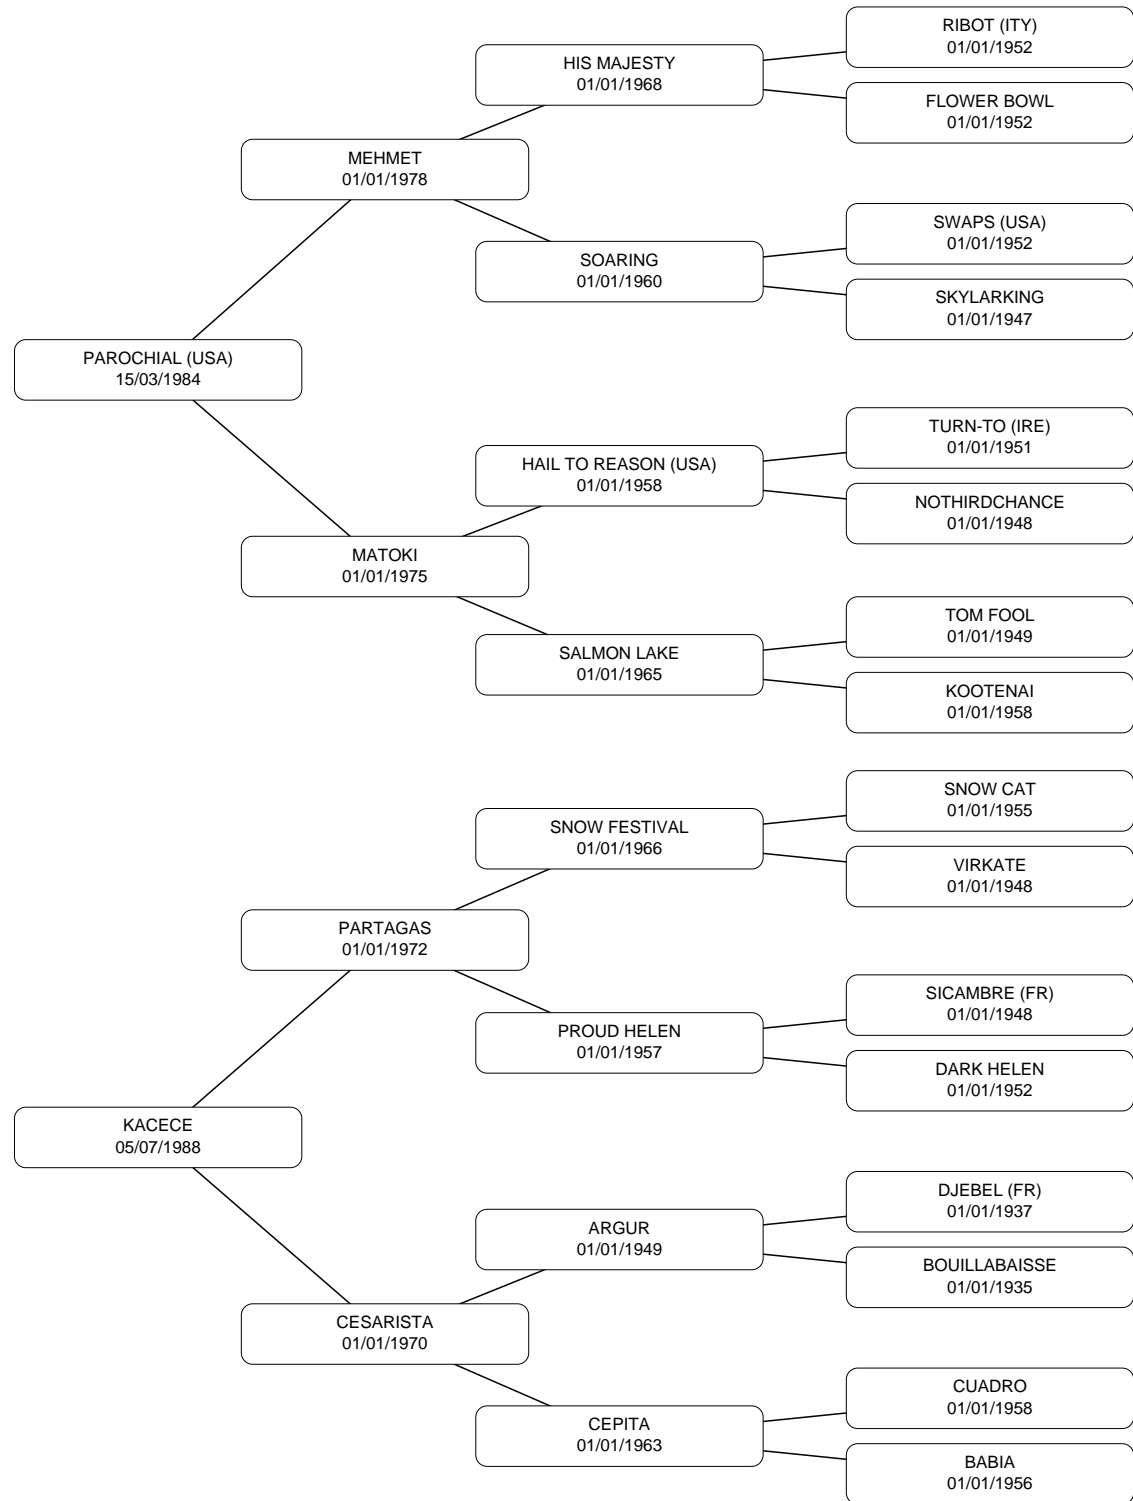 RIBOT (ITY)
01/01/1952
HIS MAJESTY
01/01/1968
FLOWER BOWL
01/01/1952
MEHMET
01/01/1978
SWAPS (USA)
01/01/1952
SOARING
01/01/1960
SKYLARKING
01/01/1947
PAROCHIAL (USA)
15/03/1984
TURN-TO (IRE)
01/01/1951
HAIL TO REASON (USA)
01/01/1958
NOTHIRDCHANCE
01/01/1948
MATOKI
01/01/1975
TOM FOOL
01/01/1949
SALMON LAKE
01/01/1965
KOOTENAI
01/01/1958
SNOW CAT
01/01/1955
SNOW FESTIVAL
01/01/1966
VIRKATE
01/01/1948
PARTAGAS
01/01/1972
SICAMBRE (FR)
01/01/1948
PROUD HELEN
01/01/1957
DARK HELEN
01/01/1952
KACECE
05/07/1988
DJEBEL (FR)
01/01/1937
ARGUR
01/01/1949
BOUILLABAISSE
01/01/1935
CESARISTA
01/01/1970
CUADRO
01/01/1958
CEPITA
01/01/1963
BABIA
01/01/1956